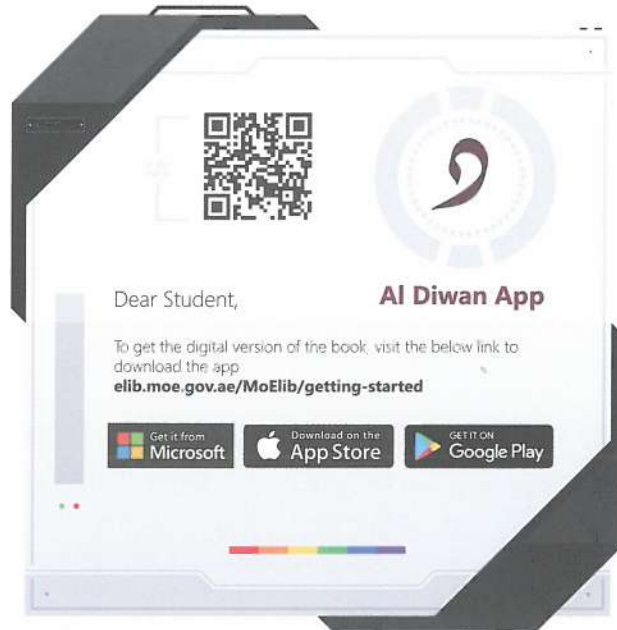 Al Diwan App
Dear Student,
To get the digital version of the book, visit the below link to
download the app
elib.moe.gov.ae/MoElib/getting-started
Get it from
Microsoft
Download on the
App Store
GET IT ON
Google Play